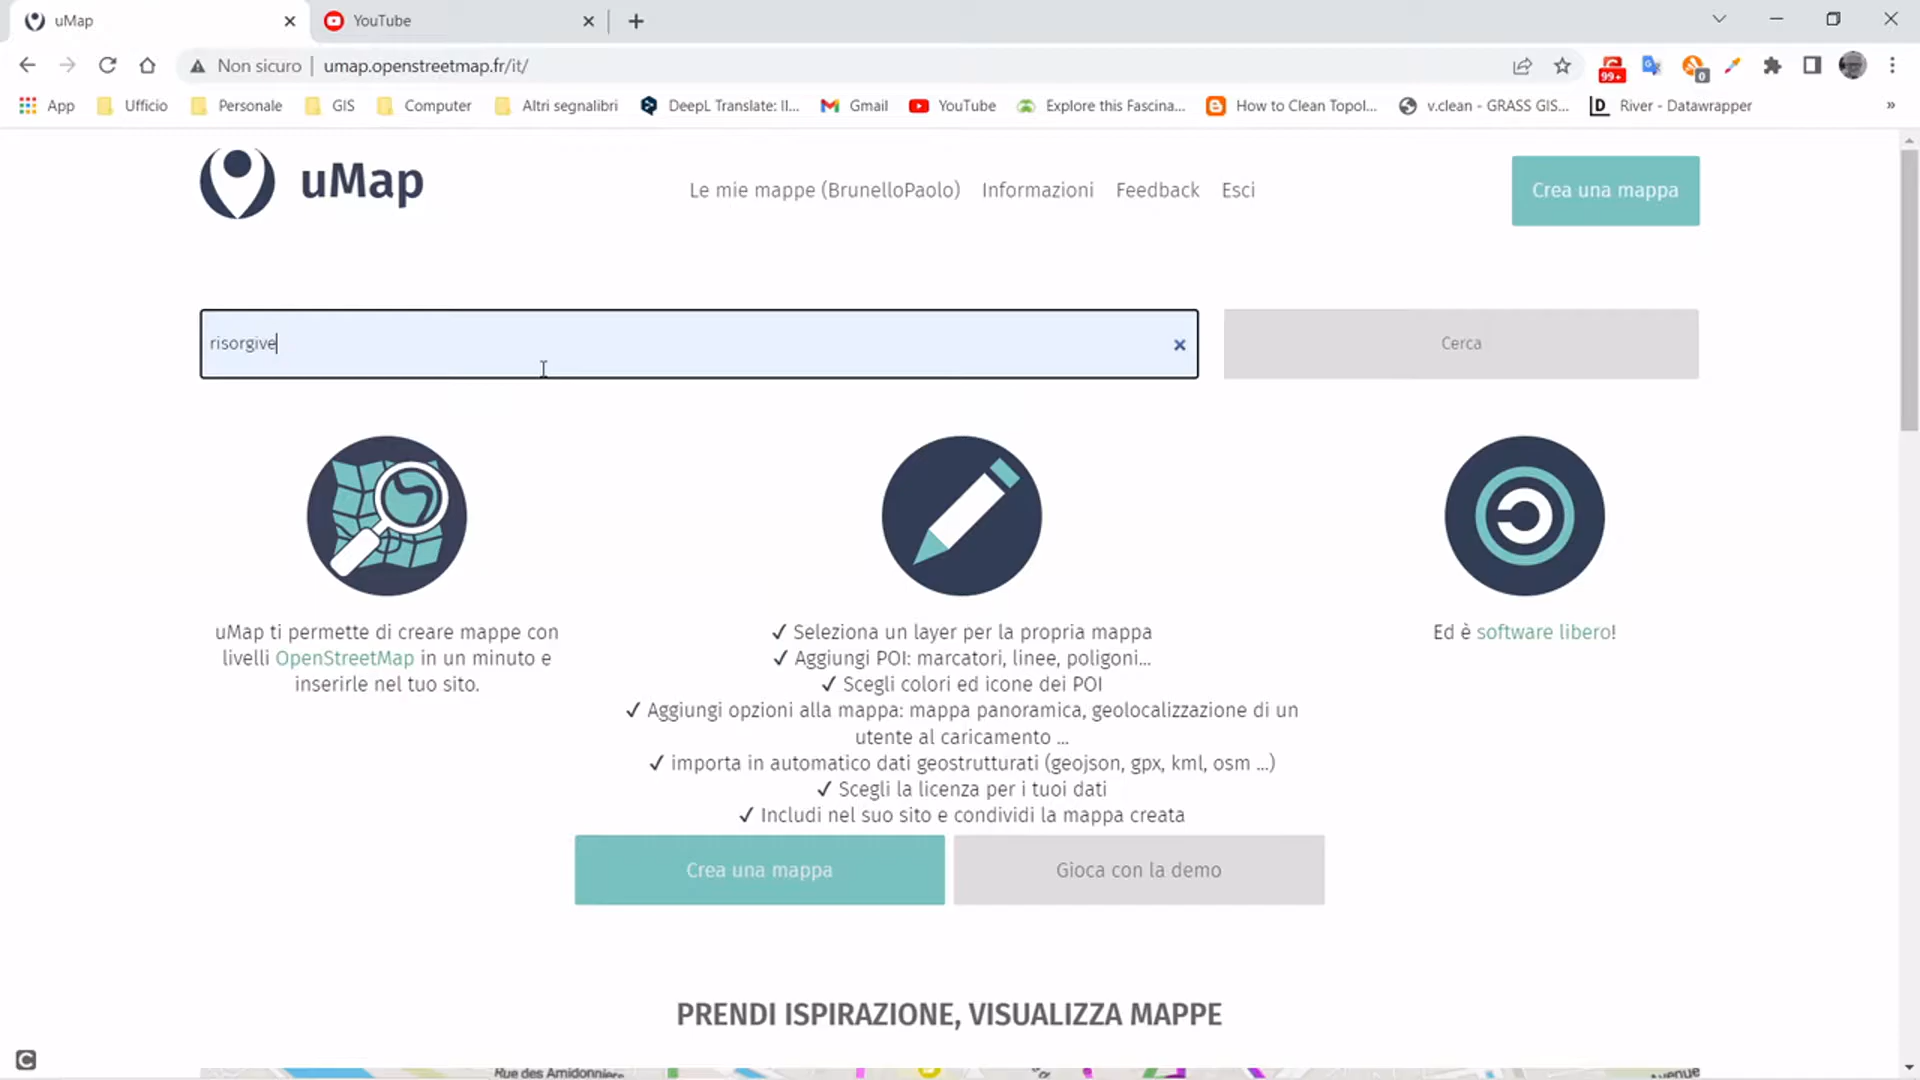 uMap
YouTube
Non sicuro | umap.openstreetmap.fr/it/
99+
0
App
Ufficio
Personale
GIS
Computer
Altri segnalibri
DeepL Translate: Il...
Gmail
YouTube
Explore this Fascina...
How to Clean Topol...
v.clean - GRASS GIS...
River - Datawrapper
»
uMap
Le mie mappe (BrunelloPaolo)
Informazioni
Feedback
Esci
Crea una mappa
risorgive
Cerca
uMap ti permette di creare mappe con
livelli OpenStreetMap in un minuto e
inserirle nel tuo sito.
✓ Seleziona un layer per la propria mappa
✓ Aggiungi POI: marcatori, linee, poligoni...
✓ Scegli colori ed icone dei POI
✓ Aggiungi opzioni alla mappa: mappa panoramica, geolocalizzazione di un
utente al caricamento ...
✓ importa in automatico dati geostrutturati (geojson, gpx, kml, osm ...)
✓ Scegli la licenza per i tuoi dati
✓ Includi nel suo sito e condividi la mappa creata
Ed è software libero!
Crea una mappa
Gioca con la demo
PRENDI ISPIRAZIONE, VISUALIZZA MAPPE
Rue des Amidonniers
Avenue